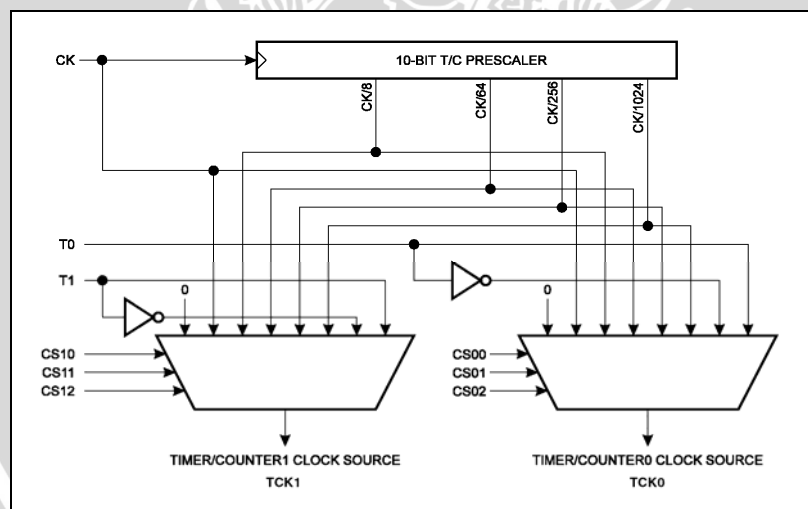 CK
10-BIT T/C PRESCALER
CK/8
CK/64
CK/256
CK/1024
T0
T1
0
0
CS10
CS11
CS12
CS00
CS01
CS02
TIMER/COUNTER1 CLOCK SOURCE
TCK1
TIMER/COUNTER0 CLOCK SOURCE
TCK0